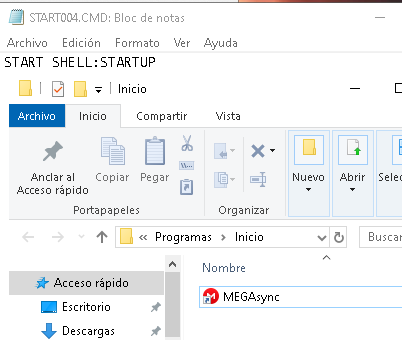 START004.CMD: Bloc de notas
Archivo Edición Formato Ver Ayuda
START SHELL:STARTUP
Inicio
Archivo Inicio Compartir Vista
Anclar al Acceso rápido
Copiar
Pegar
Portapapeles
Organizar
Nuevo
Abrir
« Programas > Inicio
Buscar
Acceso rápido
Escritorio
Descargas
Nombre
MEGAsync